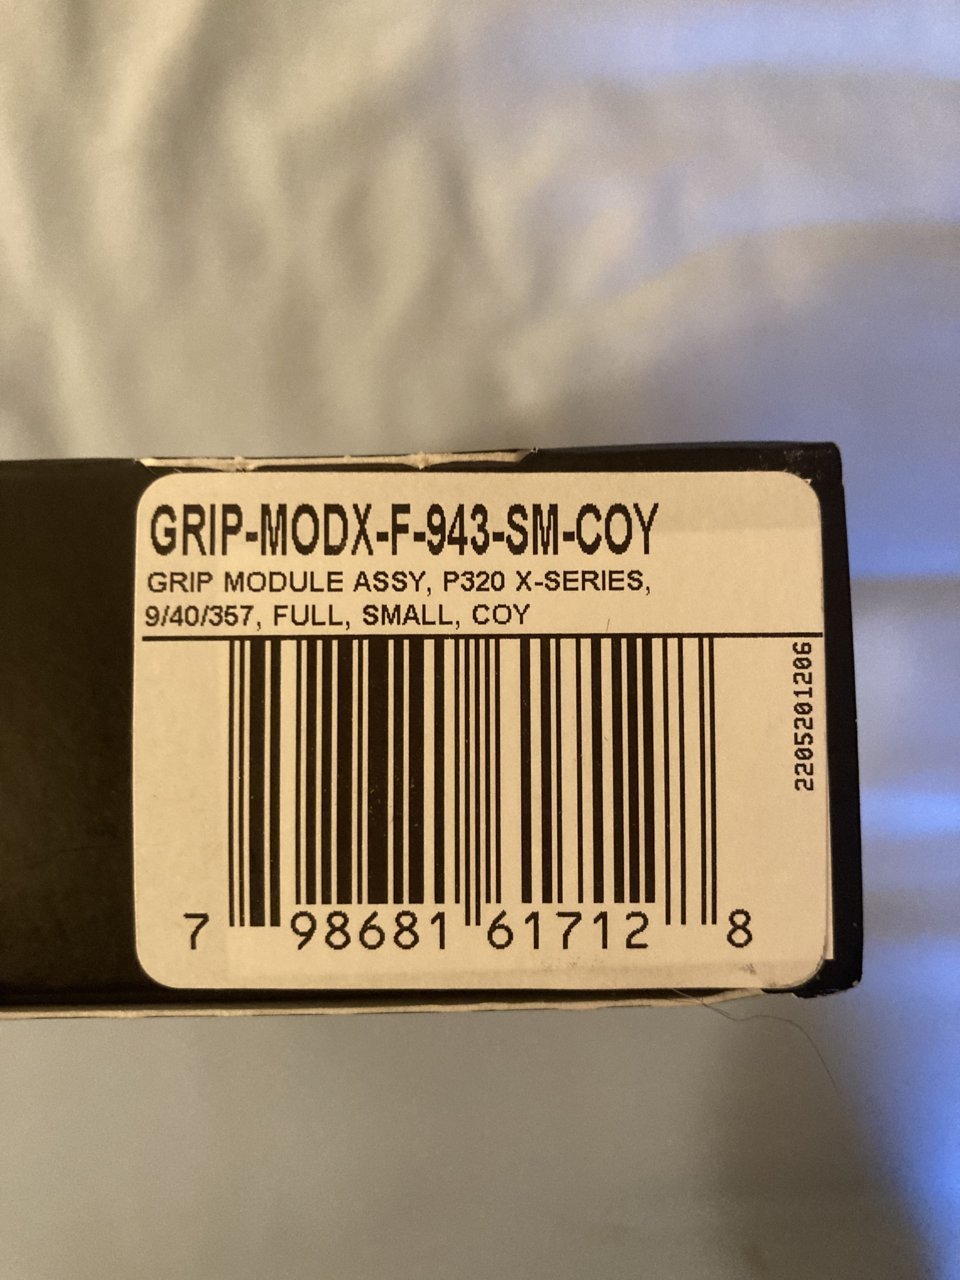 GRIP-MODX-F-943-SM-COY
GRIP MODULE ASSY, P320 X-SERIES,
9/40/357, FULL, SMALL, COY
2205201206
7 98681 61712 8